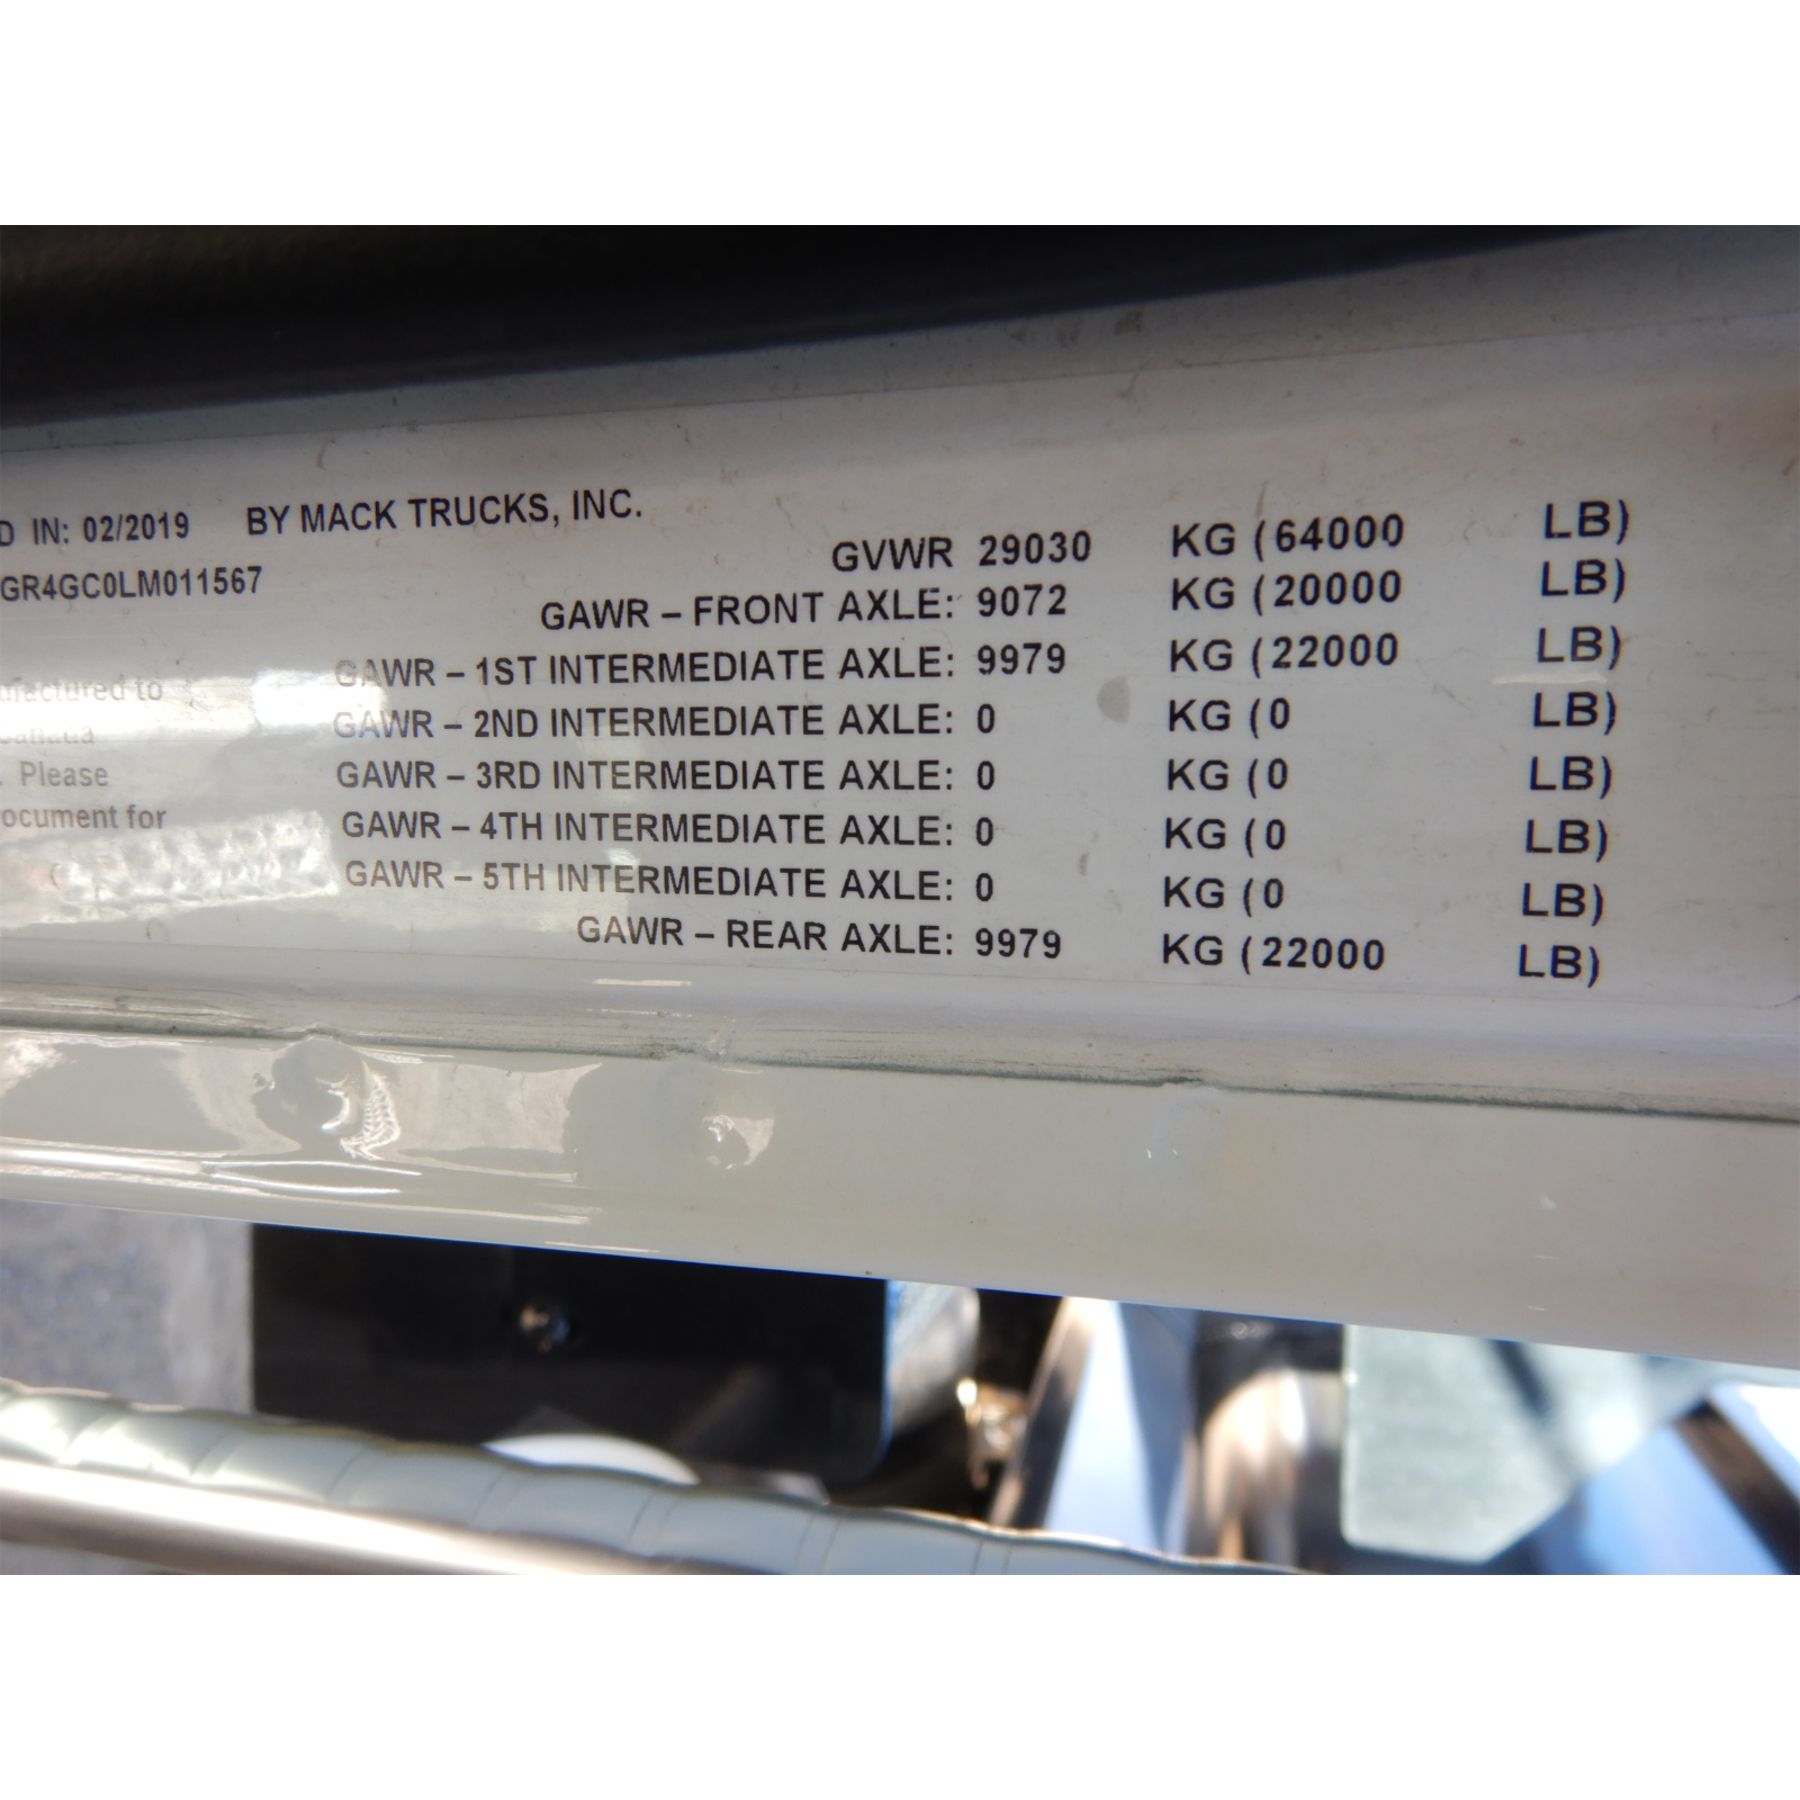 D IN: 02/2019 BY MACK TRUCKS, INC.
GR4GC0LM011567
GVWR 29030 KG (64000 LB)
GAWR – FRONT AXLE: 9072 KG (20000 LB)
GAWR – 1ST INTERMEDIATE AXLE: 9979 KG (22000 LB)
GAWR – 2ND INTERMEDIATE AXLE: 0 KG (0 LB)
GAWR – 3RD INTERMEDIATE AXLE: 0 KG (0 LB)
GAWR – 4TH INTERMEDIATE AXLE: 0 KG (0 LB)
GAWR – 5TH INTERMEDIATE AXLE: 0 KG (0 LB)
GAWR – REAR AXLE: 9979 KG (22000 LB)
ufactured to
Canada
. Please
ocument for